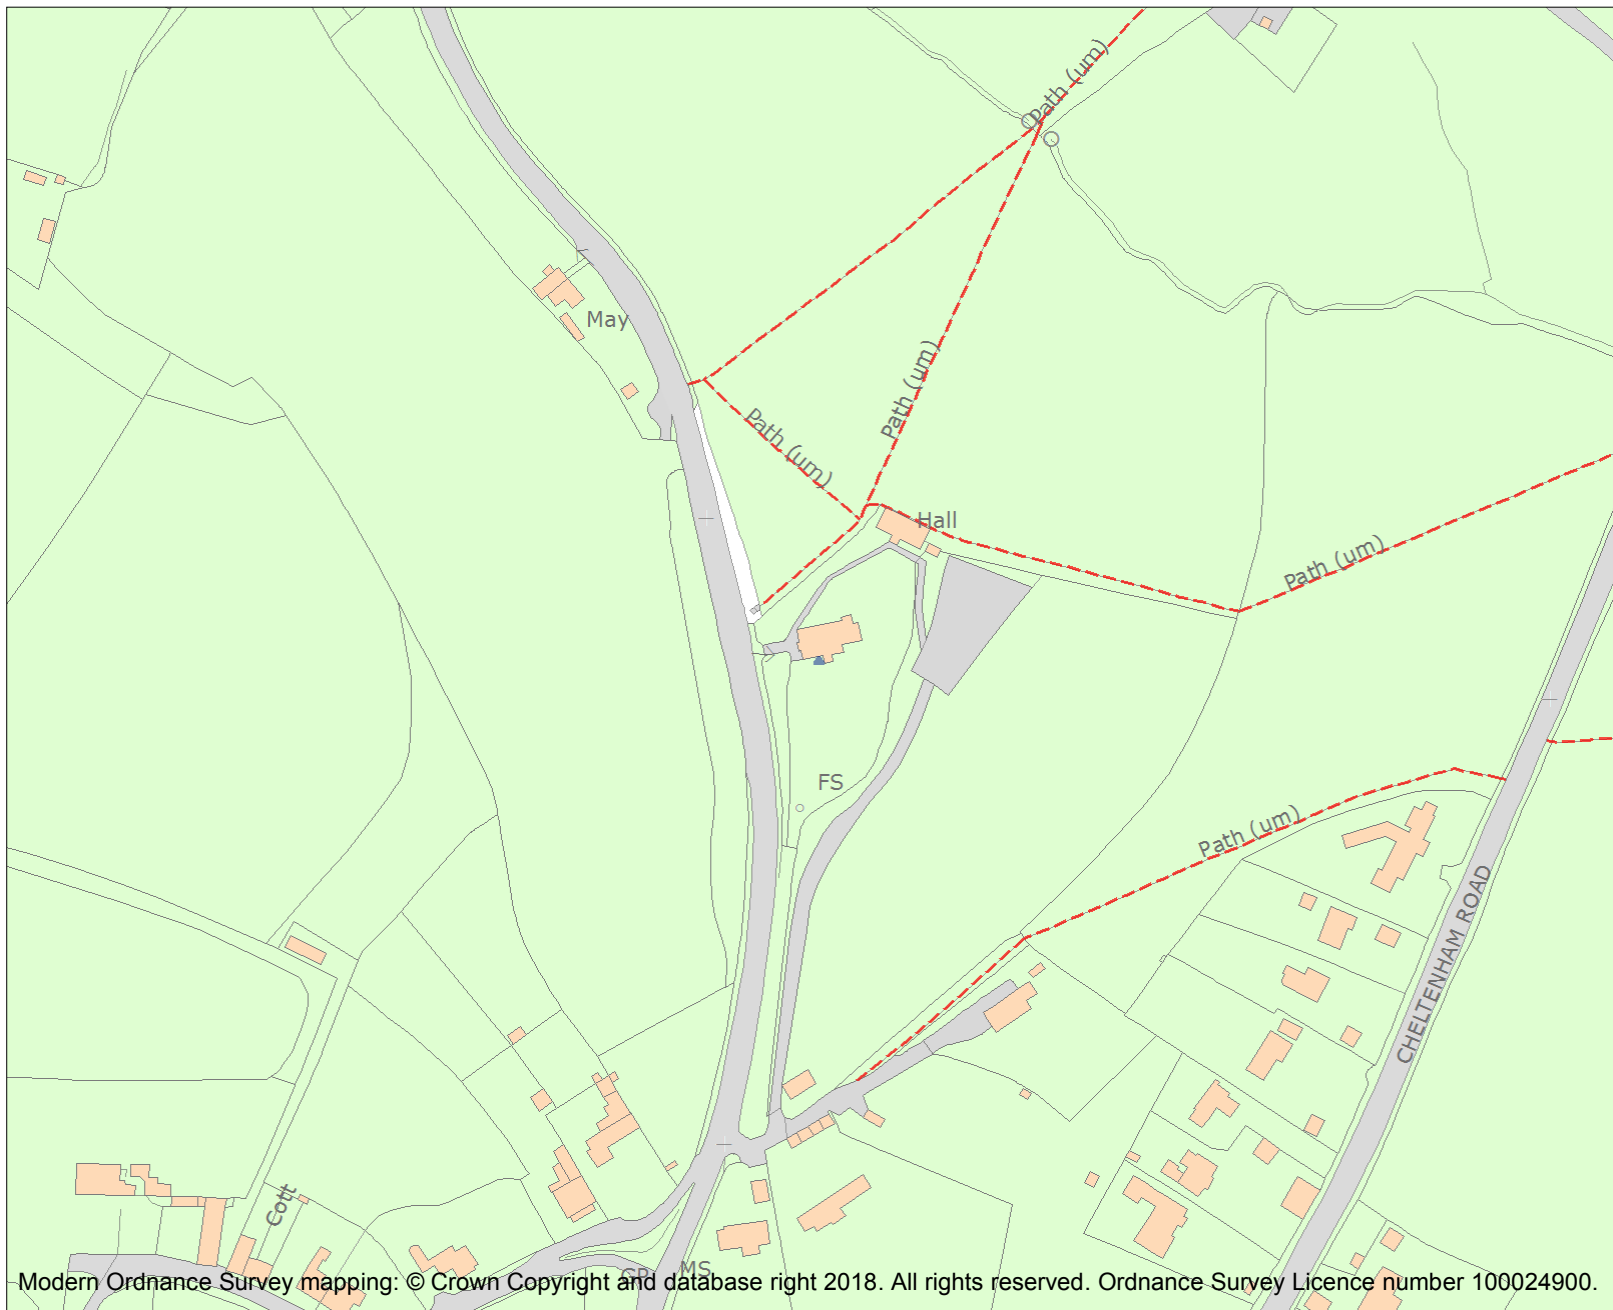 Path (um)
May
Path (um)
Path (um)
Hall
Path (um)
FS
Path (um)
CHELTENHAM ROAD
Cott
GP
MS
Modern Ordnance Survey mapping: © Crown Copyright and database right 2018. All rights reserved. Ordnance Survey Licence number 100024900.